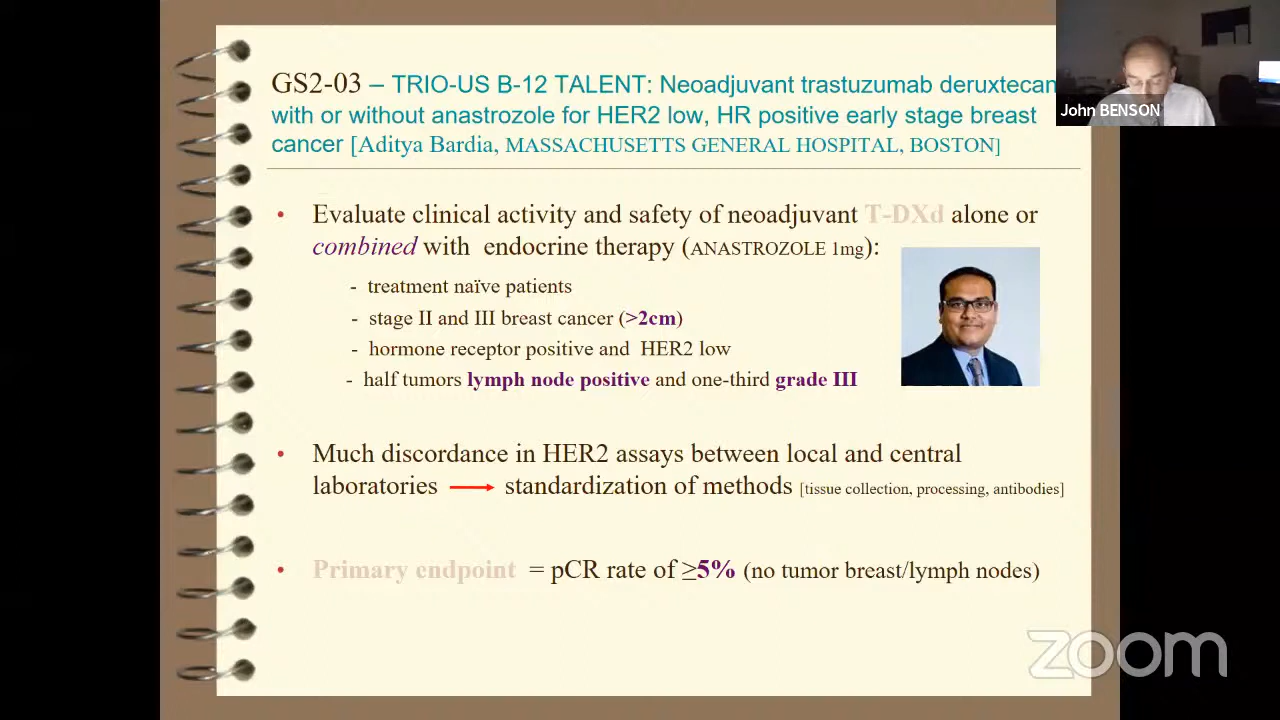 GS2-03 – TRIO-US B-12 TALENT: Neoadjuvant trastuzumab deruxtecan
with or without anastrozole for HER2 low, HR positive early stage breast
cancer [Aditya Bardia, MASSACHUSETTS GENERAL HOSPITAL, BOSTON]
John BENSON
• Evaluate clinical activity and safety of neoadjuvant T-DXd alone or
combined with endocrine therapy (ANASTROZOLE 1mg):
- treatment naïve patients
- stage II and III breast cancer (>2cm)
- hormone receptor positive and HER2 low
- half tumors lymph node positive and one-third grade III
• Much discordance in HER2 assays between local and central
laboratories → standardization of methods [tissue collection, processing, antibodies]
• Primary endpoint = pCR rate of ≥5% (no tumor breast/lymph nodes)
zoom